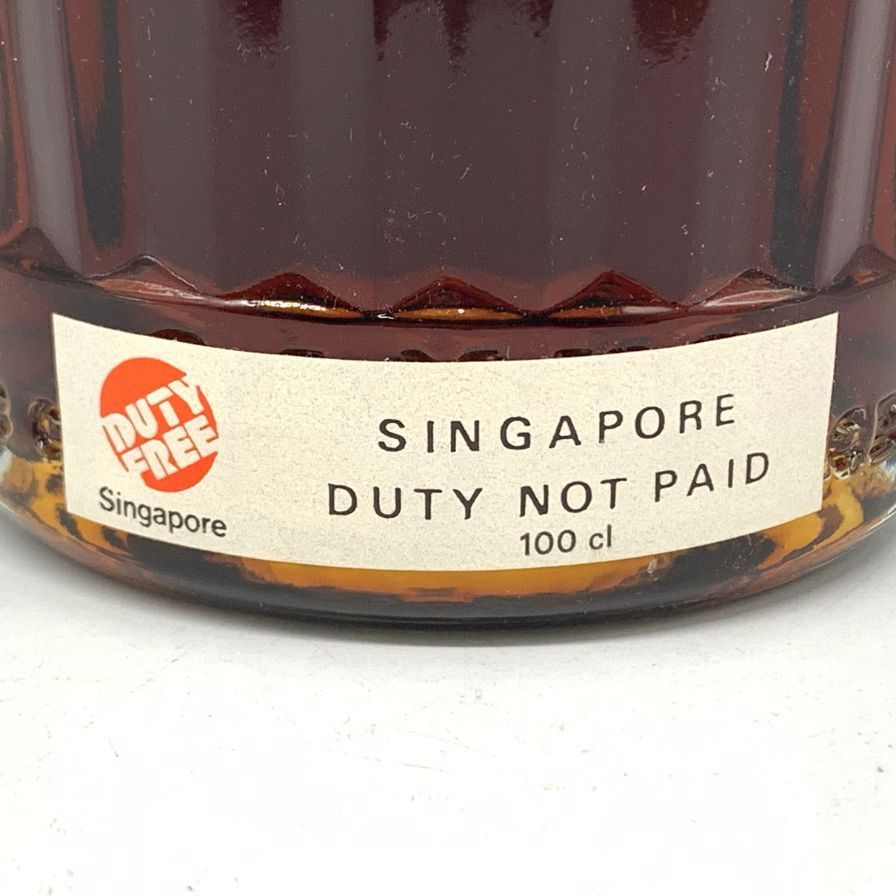 DUTY
FREE
Singapore
SINGAPORE
DUTY NOT PAID
100 cl